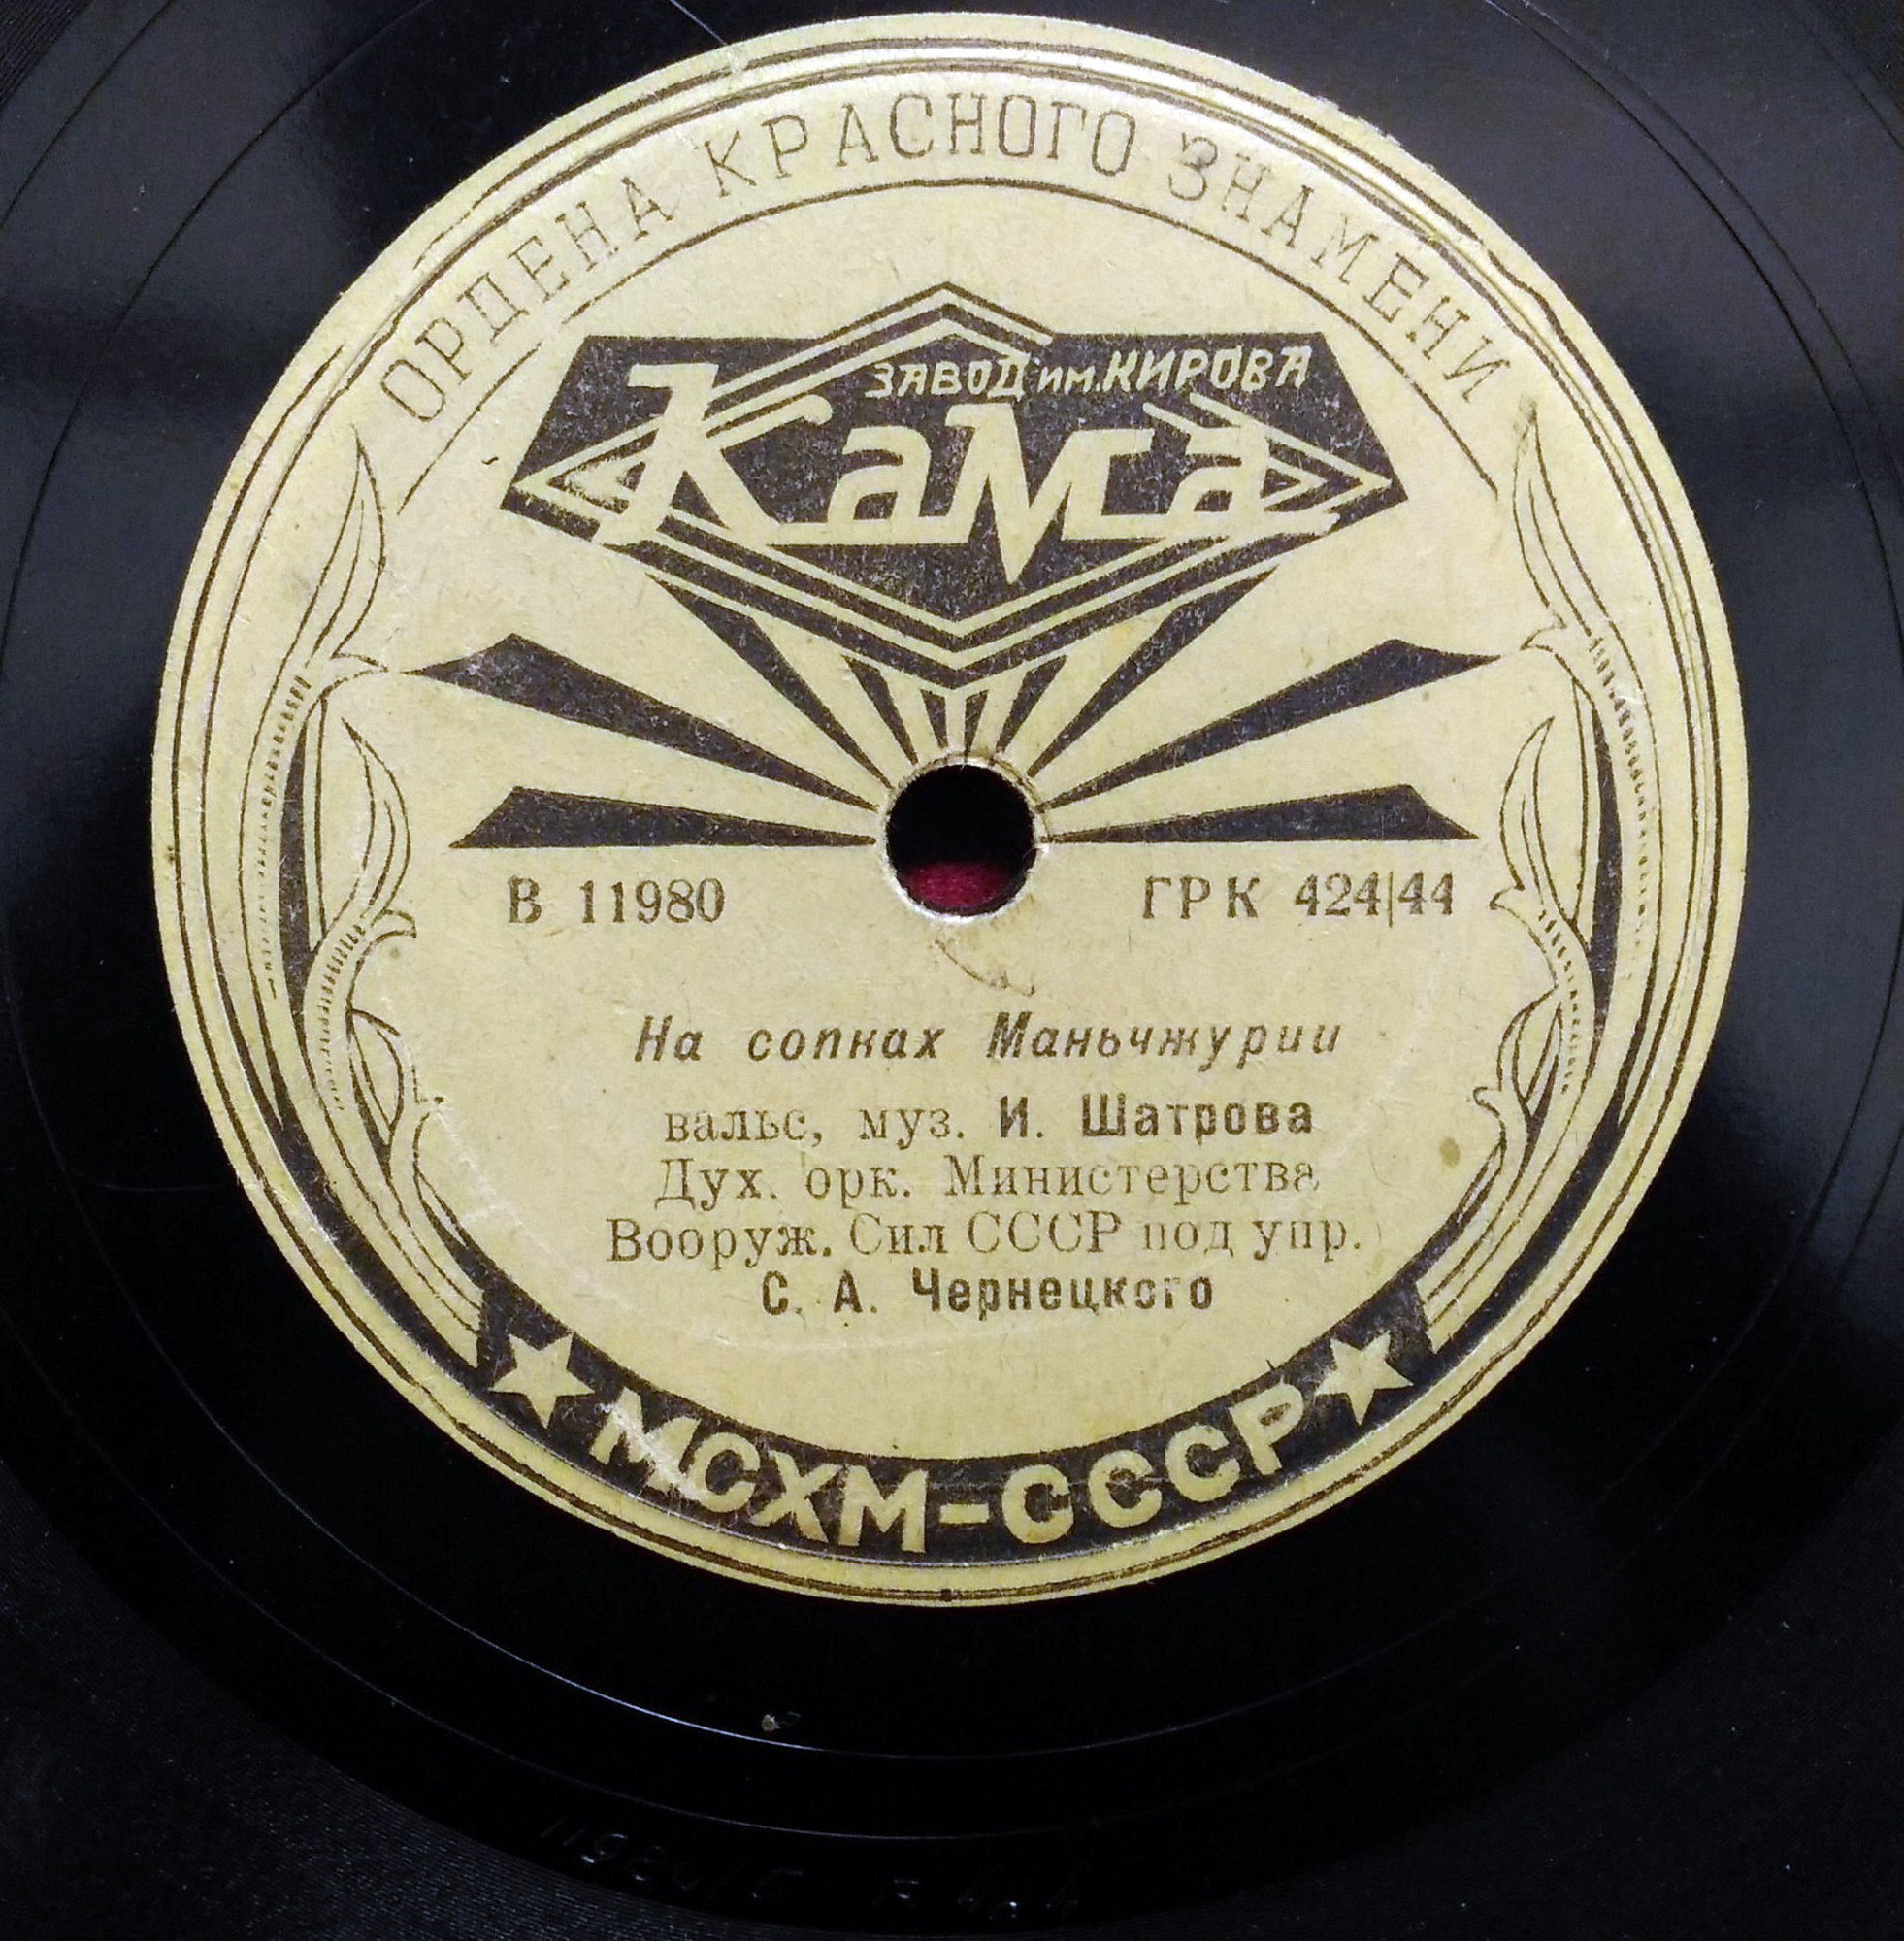 ОРДЕНА КРАСНОГО ЗНАМЕНИ
ЗАВОД им. КИРОВА
Кама
В 11980
ГРК 424|44
На сопках Маньчжурии
вальс, муз. И. Шатрова
Дух. орк. Министерства
Вооруж. Сил СССР под упр.
С. А. Чернецкого
МСХМ-СССР